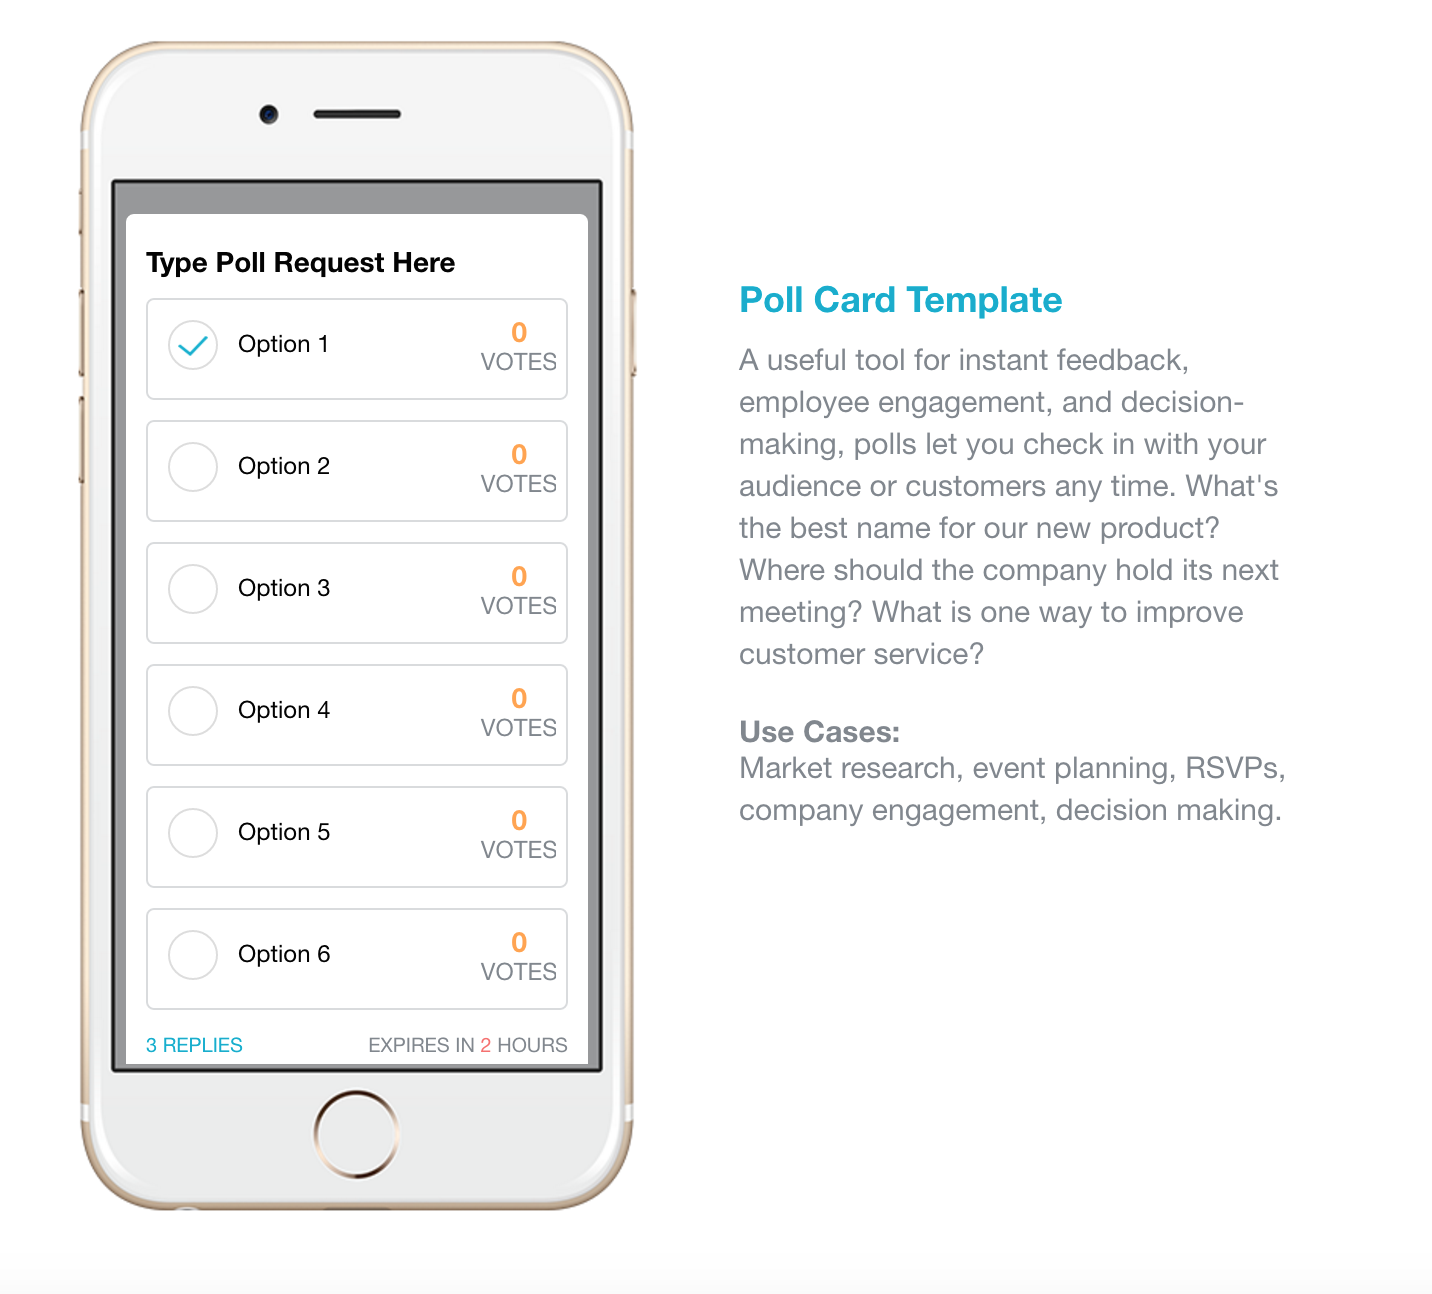 Type Poll Request Here
Option 1
0
VOTES
Option 2
0
VOTES
Option 3
0
VOTES
Option 4
0
VOTES
Option 5
0
VOTES
Option 6
0
VOTES
3 REPLIES
EXPIRES IN 2 HOURS
Poll Card Template
A useful tool for instant feedback,
employee engagement, and decision-
making, polls let you check in with your
audience or customers any time. What's
the best name for our new product?
Where should the company hold its next
meeting? What is one way to improve
customer service?
Use Cases:
Market research, event planning, RSVPs,
company engagement, decision making.